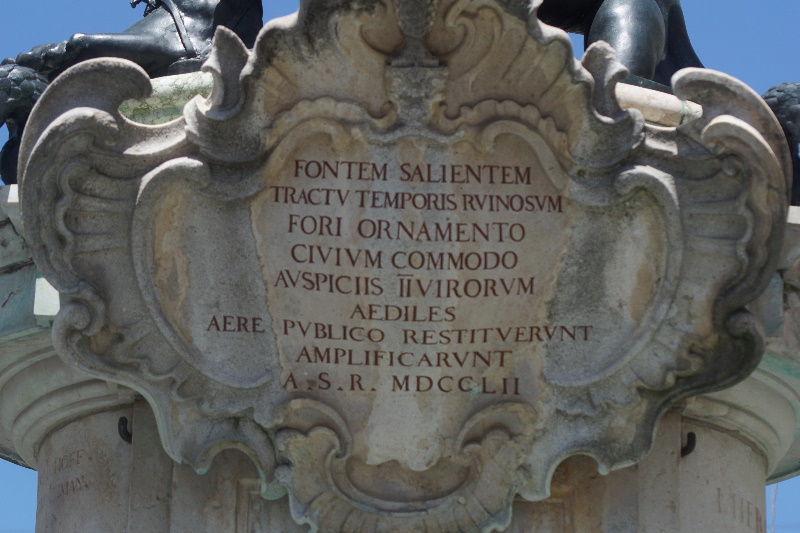 FONTEM SALIENTEM
TRACTV TEMPORIS RVINOSVM
FORI ORNAMENTO
CIVIVM COMMODO
AVSPICIIS IIVIRORVM
AEDILES
AERE PVBLICO RESTITVERVNT
AMPLIFICARVNT
A.S.R. MDCCLII